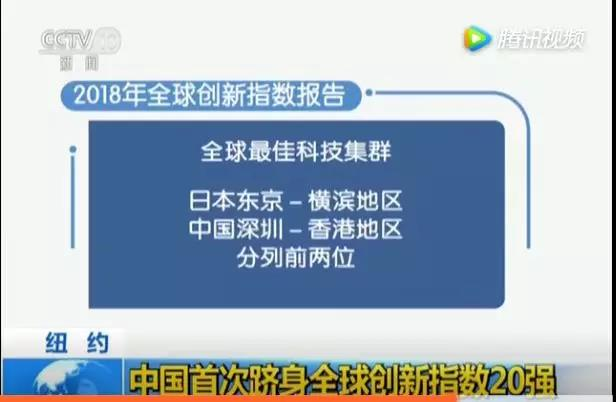 CCTV
新闻
腾讯视频
2018年全球创新指数报告
全球最佳科技集群
日本东京－横滨地区
中国深圳－香港地区
分列前两位
纽约
中国首次跻身全球创新指数20强